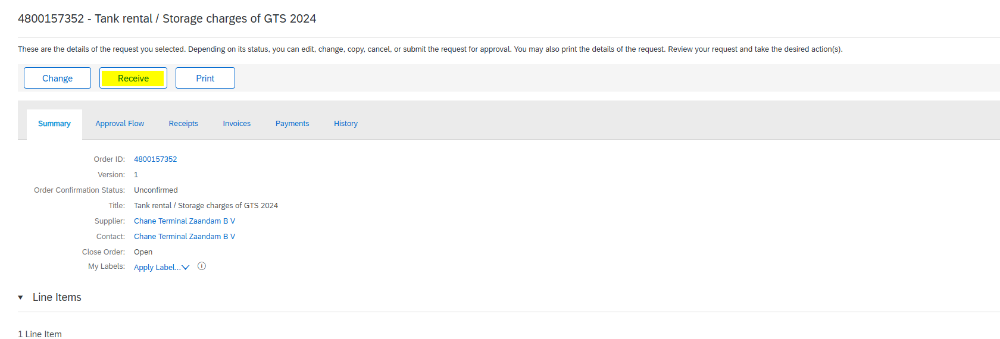 4800157352 - Tank rental / Storage charges of GTS 2024
These are the details of the request you selected. Depending on its status, you can edit, change, copy, cancel, or submit the request for approval. You may also print the details of the request. Review your request and take the desired action(s).
Change Receive Print
Summary Approval Flow Receipts Invoices Payments History
Order ID: 4800157352
Version: 1
Order Confirmation Status: Unconfirmed
Title: Tank rental / Storage charges of GTS 2024
Supplier: Chane Terminal Zaandam B V
Contact: Chane Terminal Zaandam B V
Close Order: Open
My Labels: Apply Label...
Line Items
1 Line Item